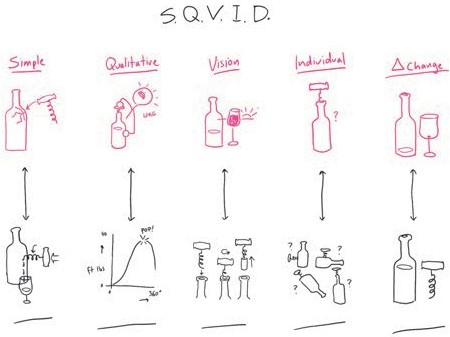 S.Q.V.I.D.
Simple
Qualitative
Vision
Individual
Δ Change
?
POP!
ft lbs
360°
?
?
?
?